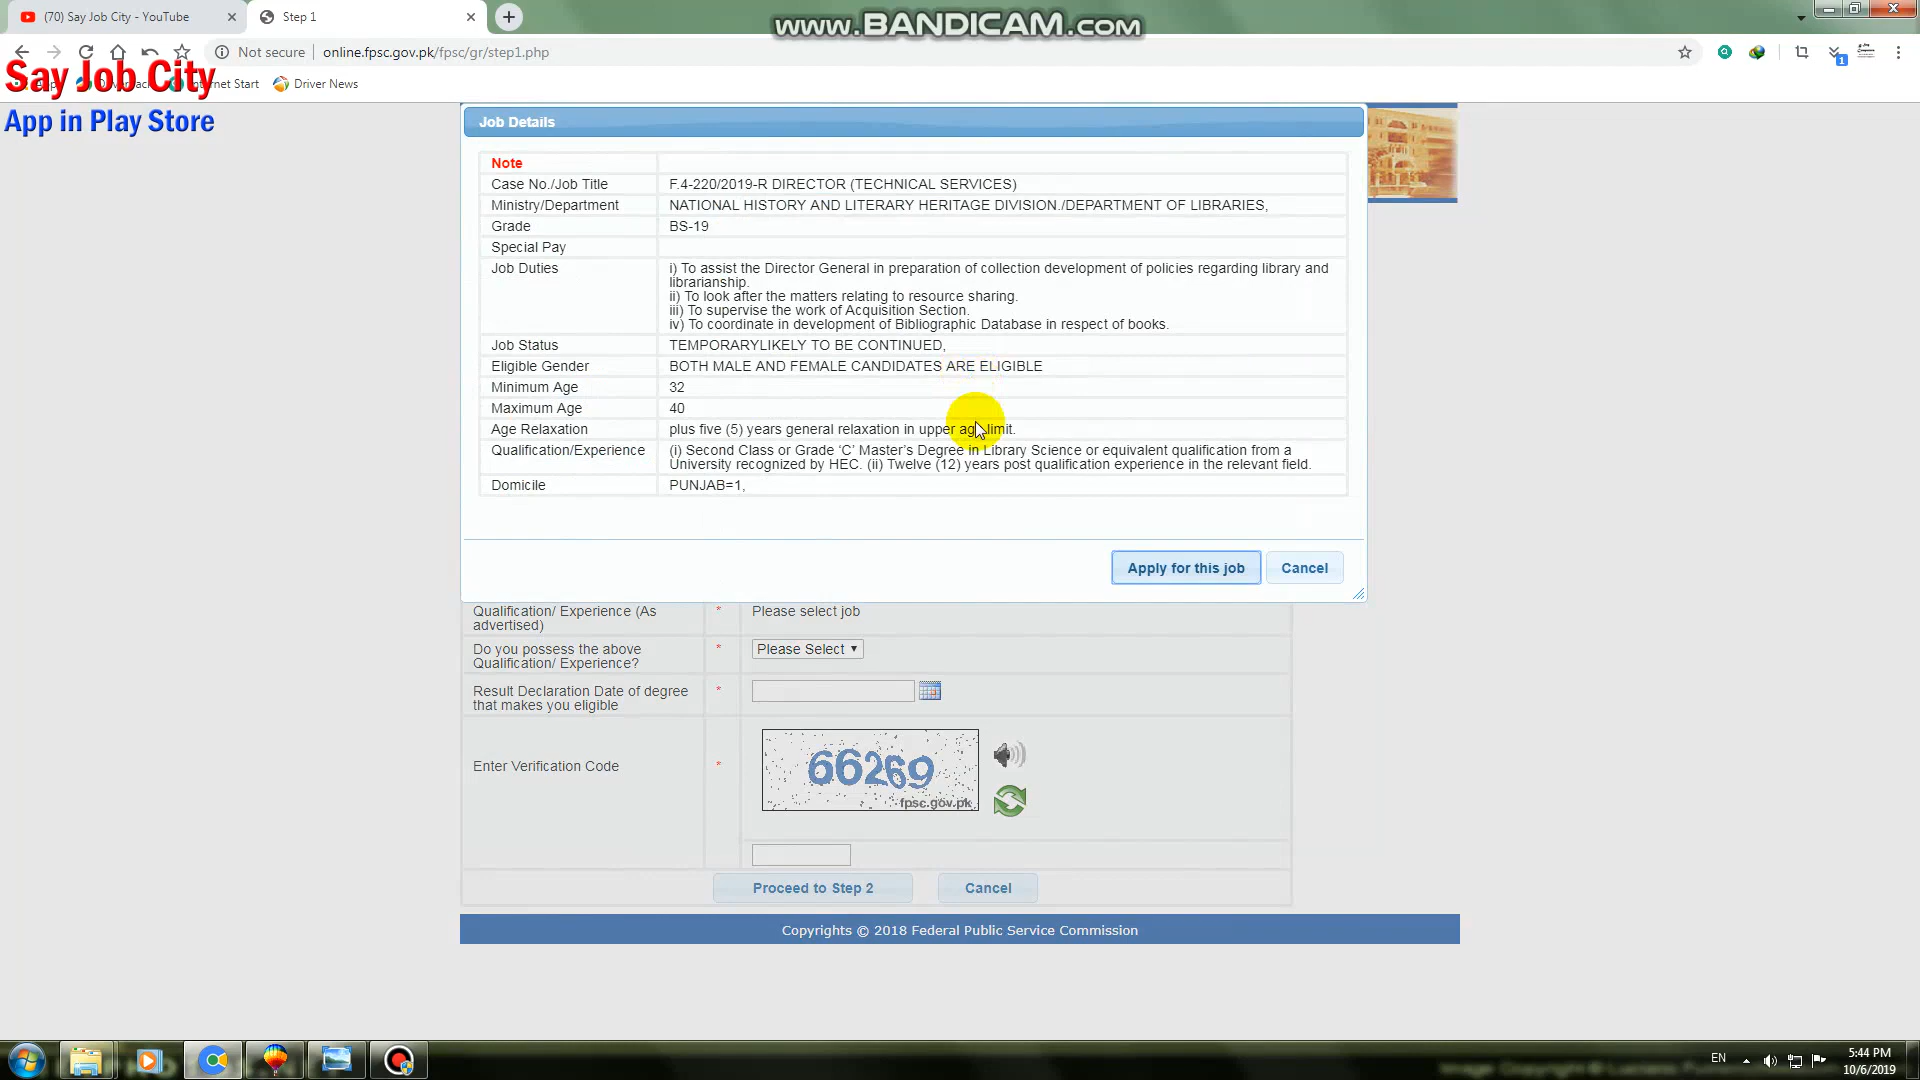 (70) Say Job City - YouTube
Step 1
www.BANDICAM.com
Not secure
online.fpsc.gov.pk/fpsc/gr/step1.php
1
Say Job City
nternet Start
Driver News
App in Play Store
Job Details
Note
Case No./Job Title
F.4-220/2019-R DIRECTOR (TECHNICAL SERVICES)
Ministry/Department
NATIONAL HISTORY AND LITERARY HERITAGE DIVISION./DEPARTMENT OF LIBRARIES,
Grade
BS-19
Special Pay
Job Duties
i) To assist the Director General in preparation of collection development of policies regarding library and
librarianship.
ii) To look after the matters relating to resource sharing.
iii) To supervise the work of Acquisition Section.
iv) To coordinate in development of Bibliographic Database in respect of books.
Job Status
TEMPORARYLIKELY TO BE CONTINUED,
Eligible Gender
BOTH MALE AND FEMALE CANDIDATES ARE ELIGIBLE
Minimum Age
32
Maximum Age
40
Age Relaxation
plus five (5) years general relaxation in upper age limit.
Qualification/Experience
(i) Second Class or Grade ‘C’ Master’s Degree in Library Science or equivalent qualification from a
University recognized by HEC. (ii) Twelve (12) years post qualification experience in the relevant field.
Domicile
PUNJAB=1,
Apply for this job
Cancel
Qualification/ Experience (As
advertised)
*
Please select job
Do you possess the above
Qualification/ Experience?
*
Please Select
Result Declaration Date of degree
that makes you eligible
*
Enter Verification Code
*
66269
fpsc.gov.pk
Proceed to Step 2
Cancel
Copyrights © 2018 Federal Public Service Commission
EN
5:44 PM
10/6/2019